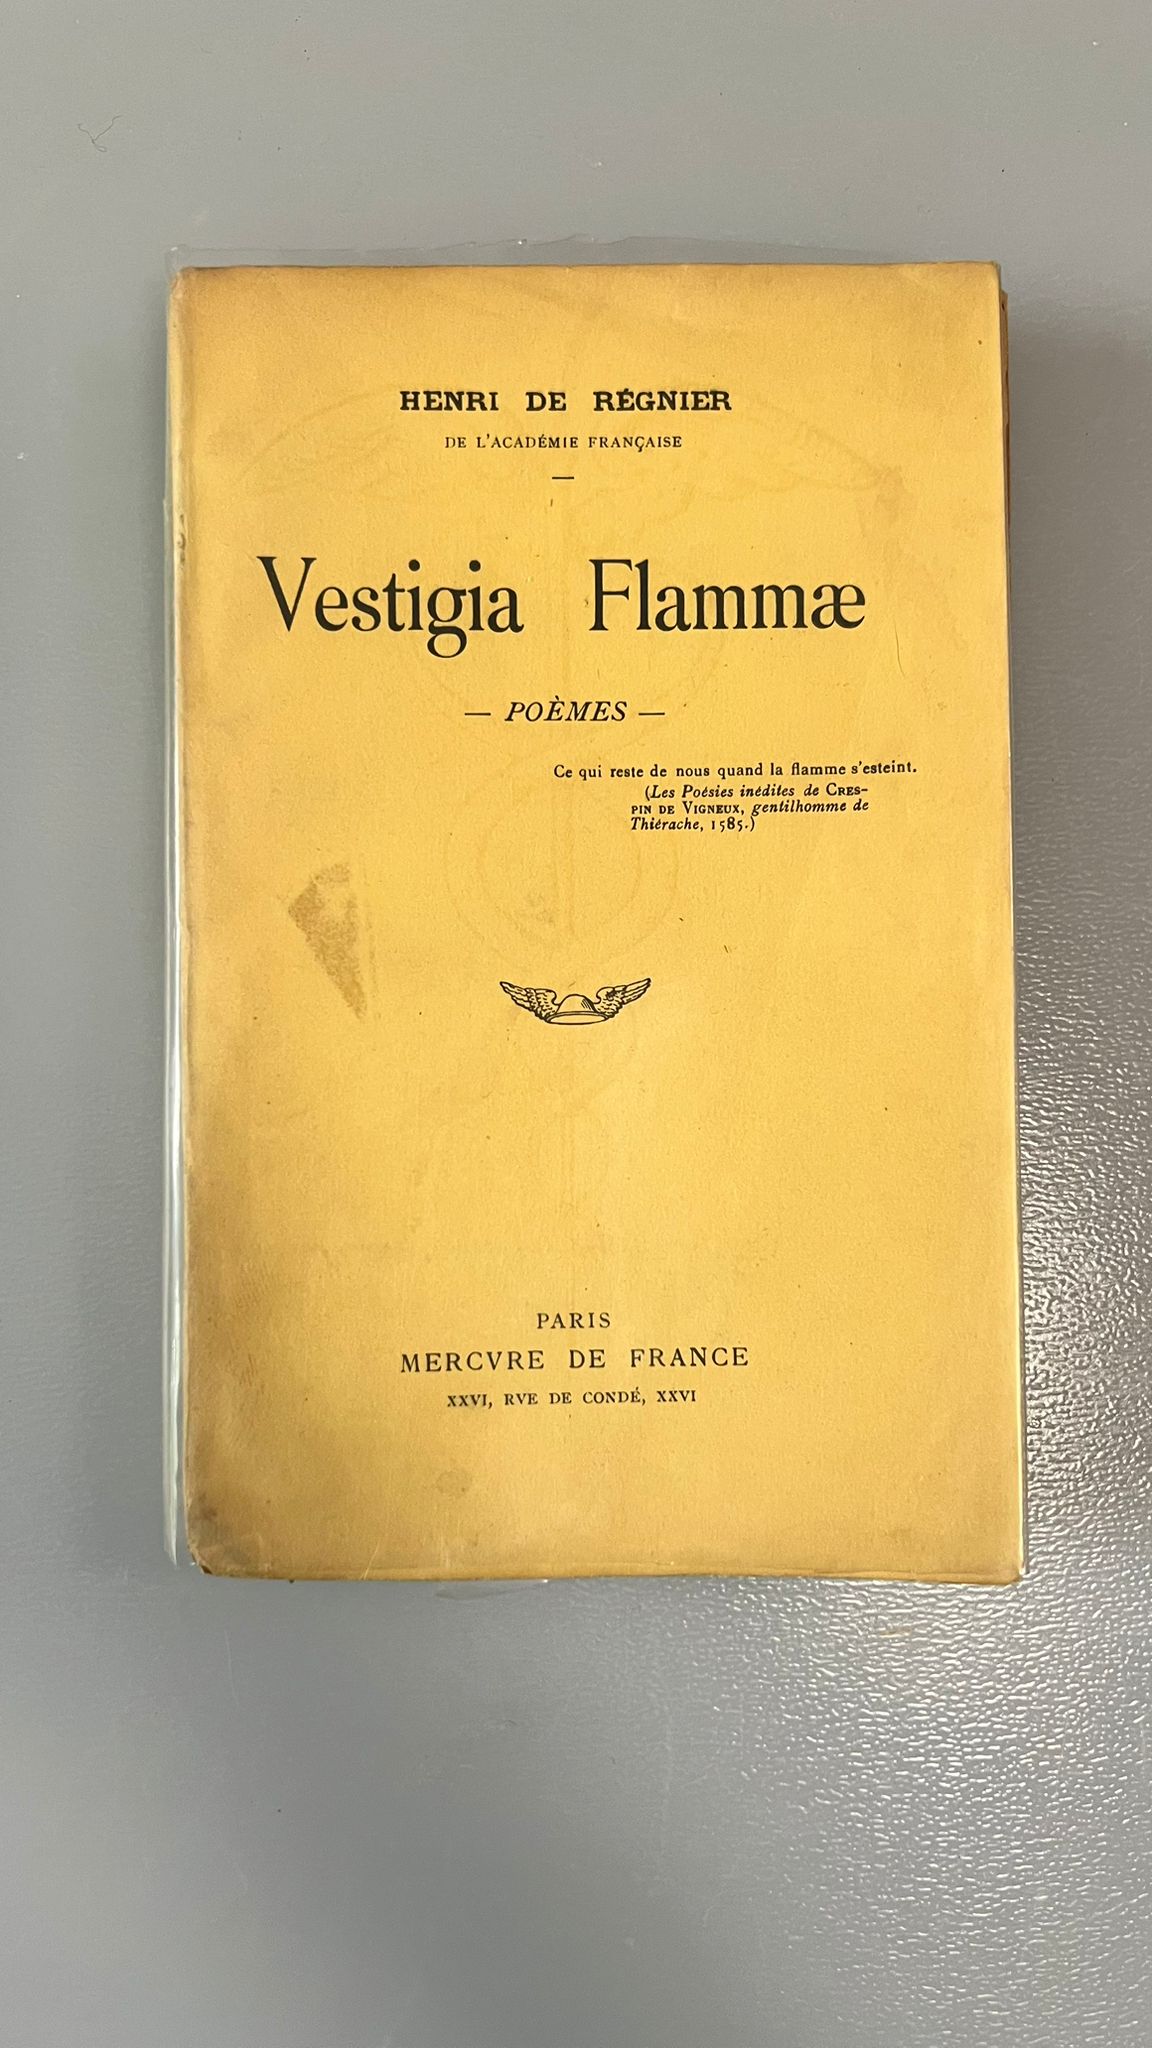 HENRI DE RÉGNIER
DE L'ACADÉMIE FRANÇAISE
—
Vestigia Flammæ
— POÈMES —
Ce qui reste de nous quand la flamme s'esteint.
(Les Poésies inédites de CRES-
PIN DE VIGNEUX, gentilhomme de
Thiérache, 1585.)
PARIS
MERCVRE DE FRANCE
XXVI, RVE DE CONDÉ, XXVI